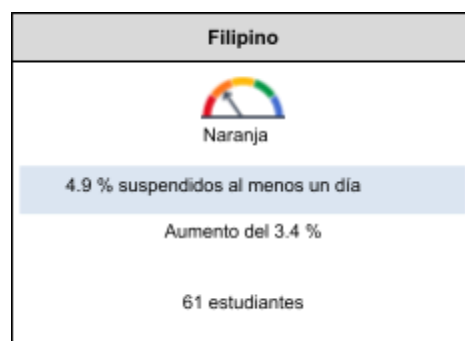 Filipino
Naranja
4.9 % suspendidos al menos un día
Aumento del 3.4 %
61 estudiantes